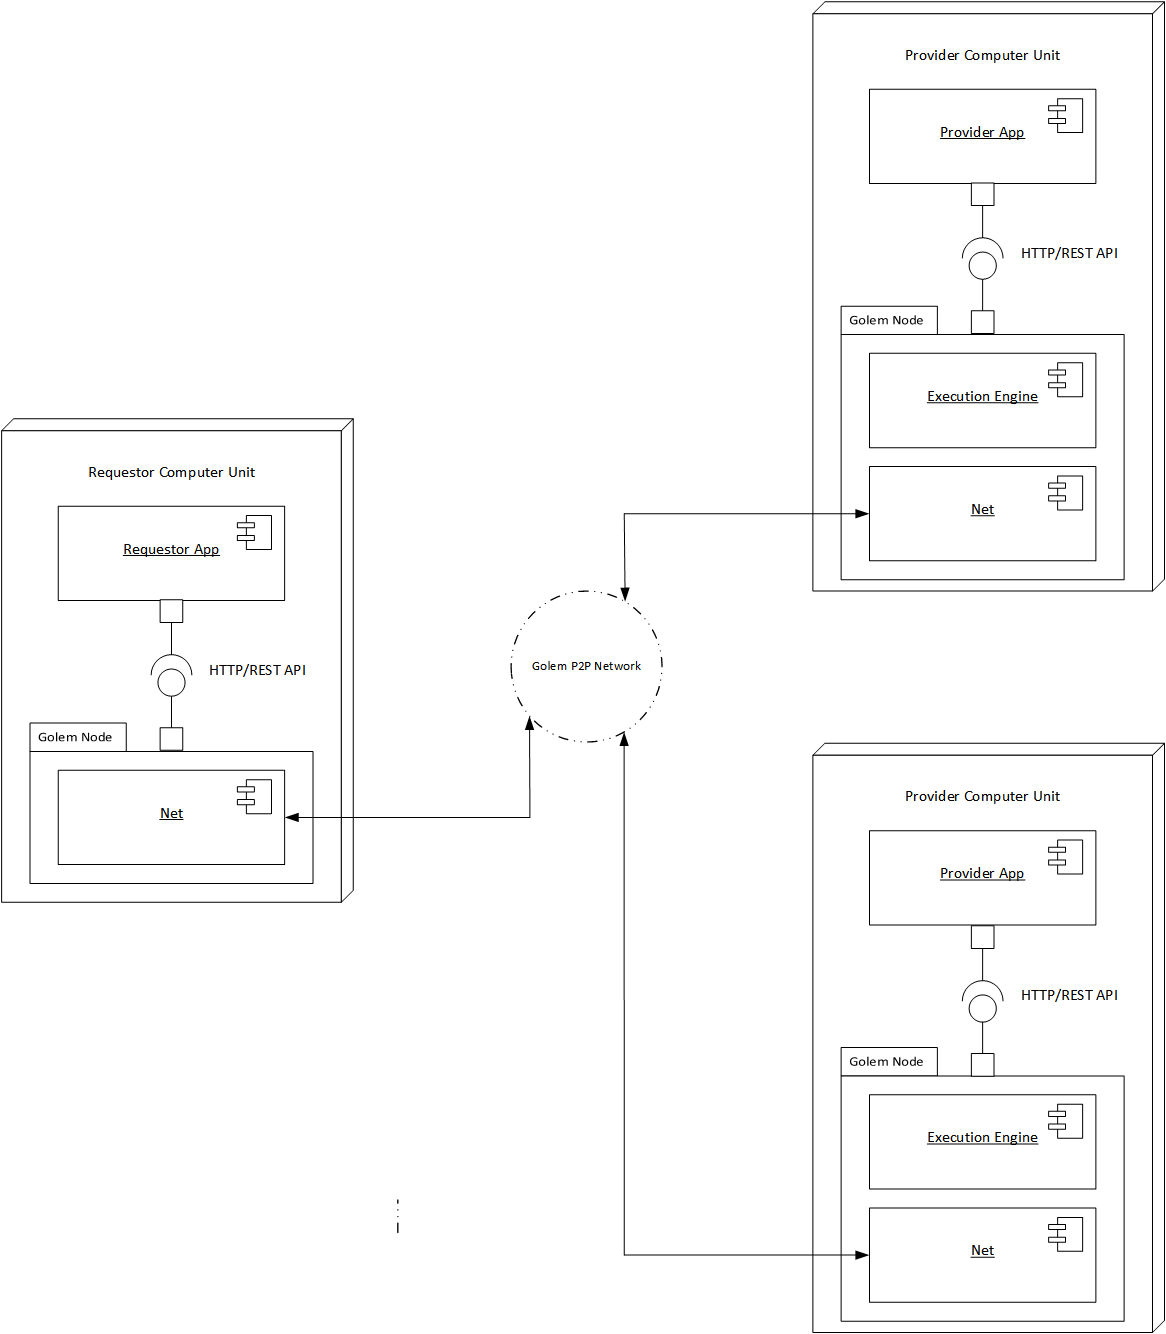 Provider Computer Unit
Provider App
HTTP/REST API
Golem Node
Execution Engine
Net
Requestor Computer Unit
Requestor App
HTTP/REST API
Golem Node
Net
Golem P2P Network
Provider Computer Unit
Provider App
HTTP/REST API
Golem Node
Execution Engine
Net